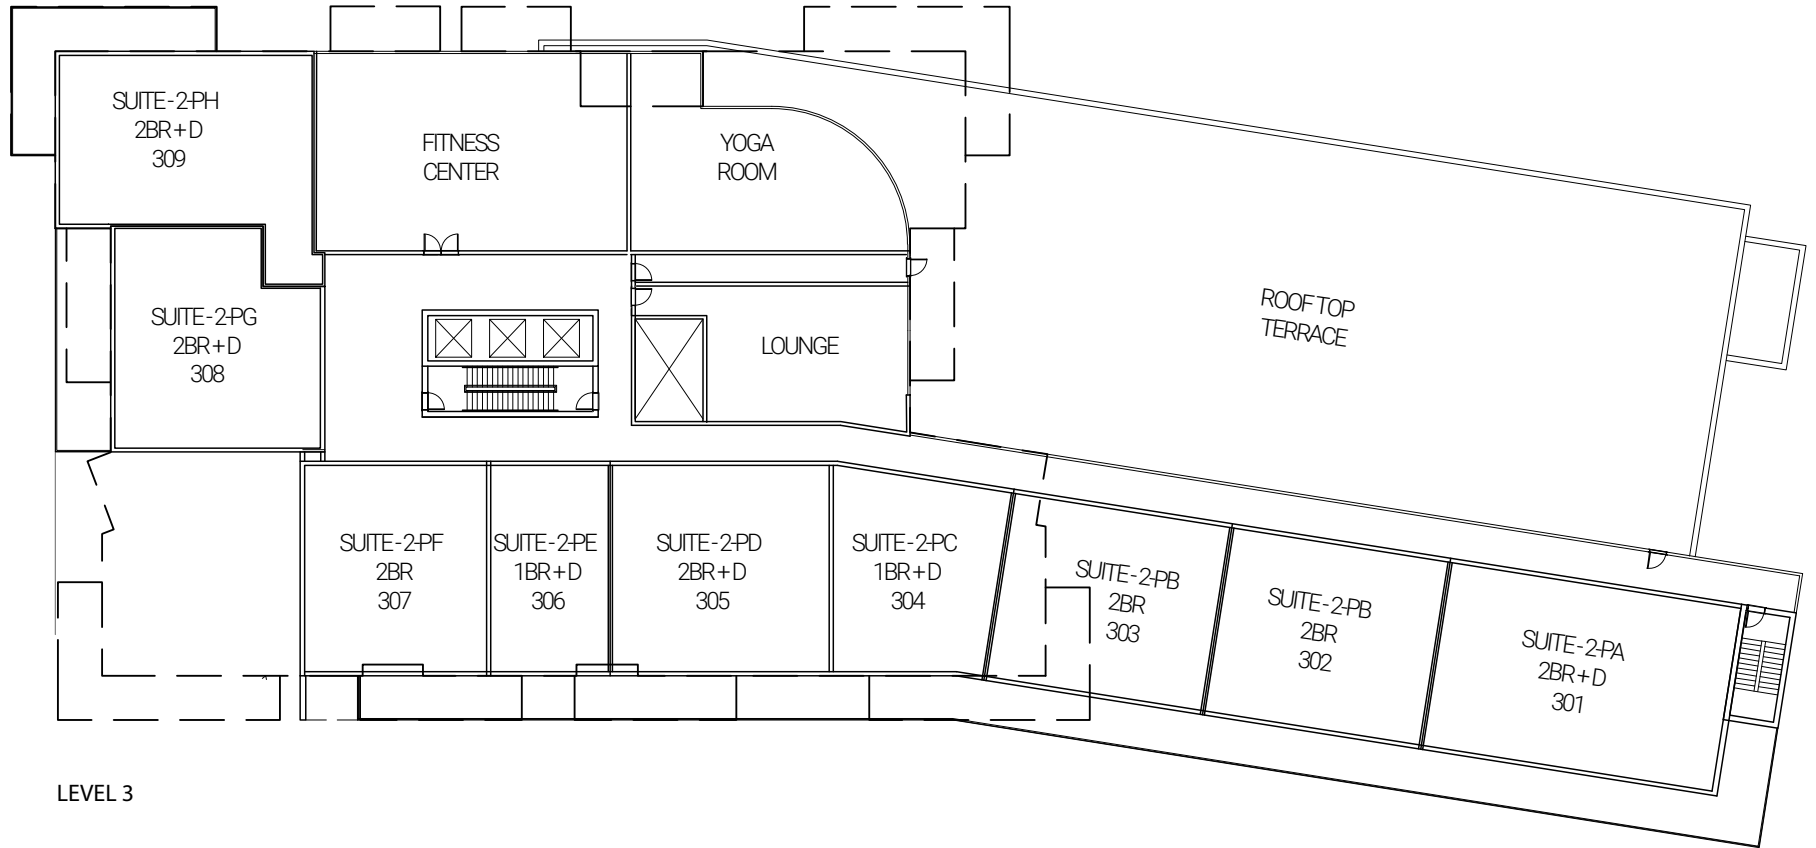 SUITE-2-PH
2BR+D
309
FITNESS
CENTER
YOGA
ROOM
SUITE-2-PG
2BR+D
308
LOUNGE
ROOFTOP
TERRACE
SUITE-2-PF
2BR
307
SUITE-2-PE
1BR+D
306
SUITE-2-PD
2BR+D
305
SUITE-2-PC
1BR+D
304
SUITE-2-PB
2BR
303
SUITE-2-PB
2BR
302
SUITE-2-PA
2BR+D
301
LEVEL 3